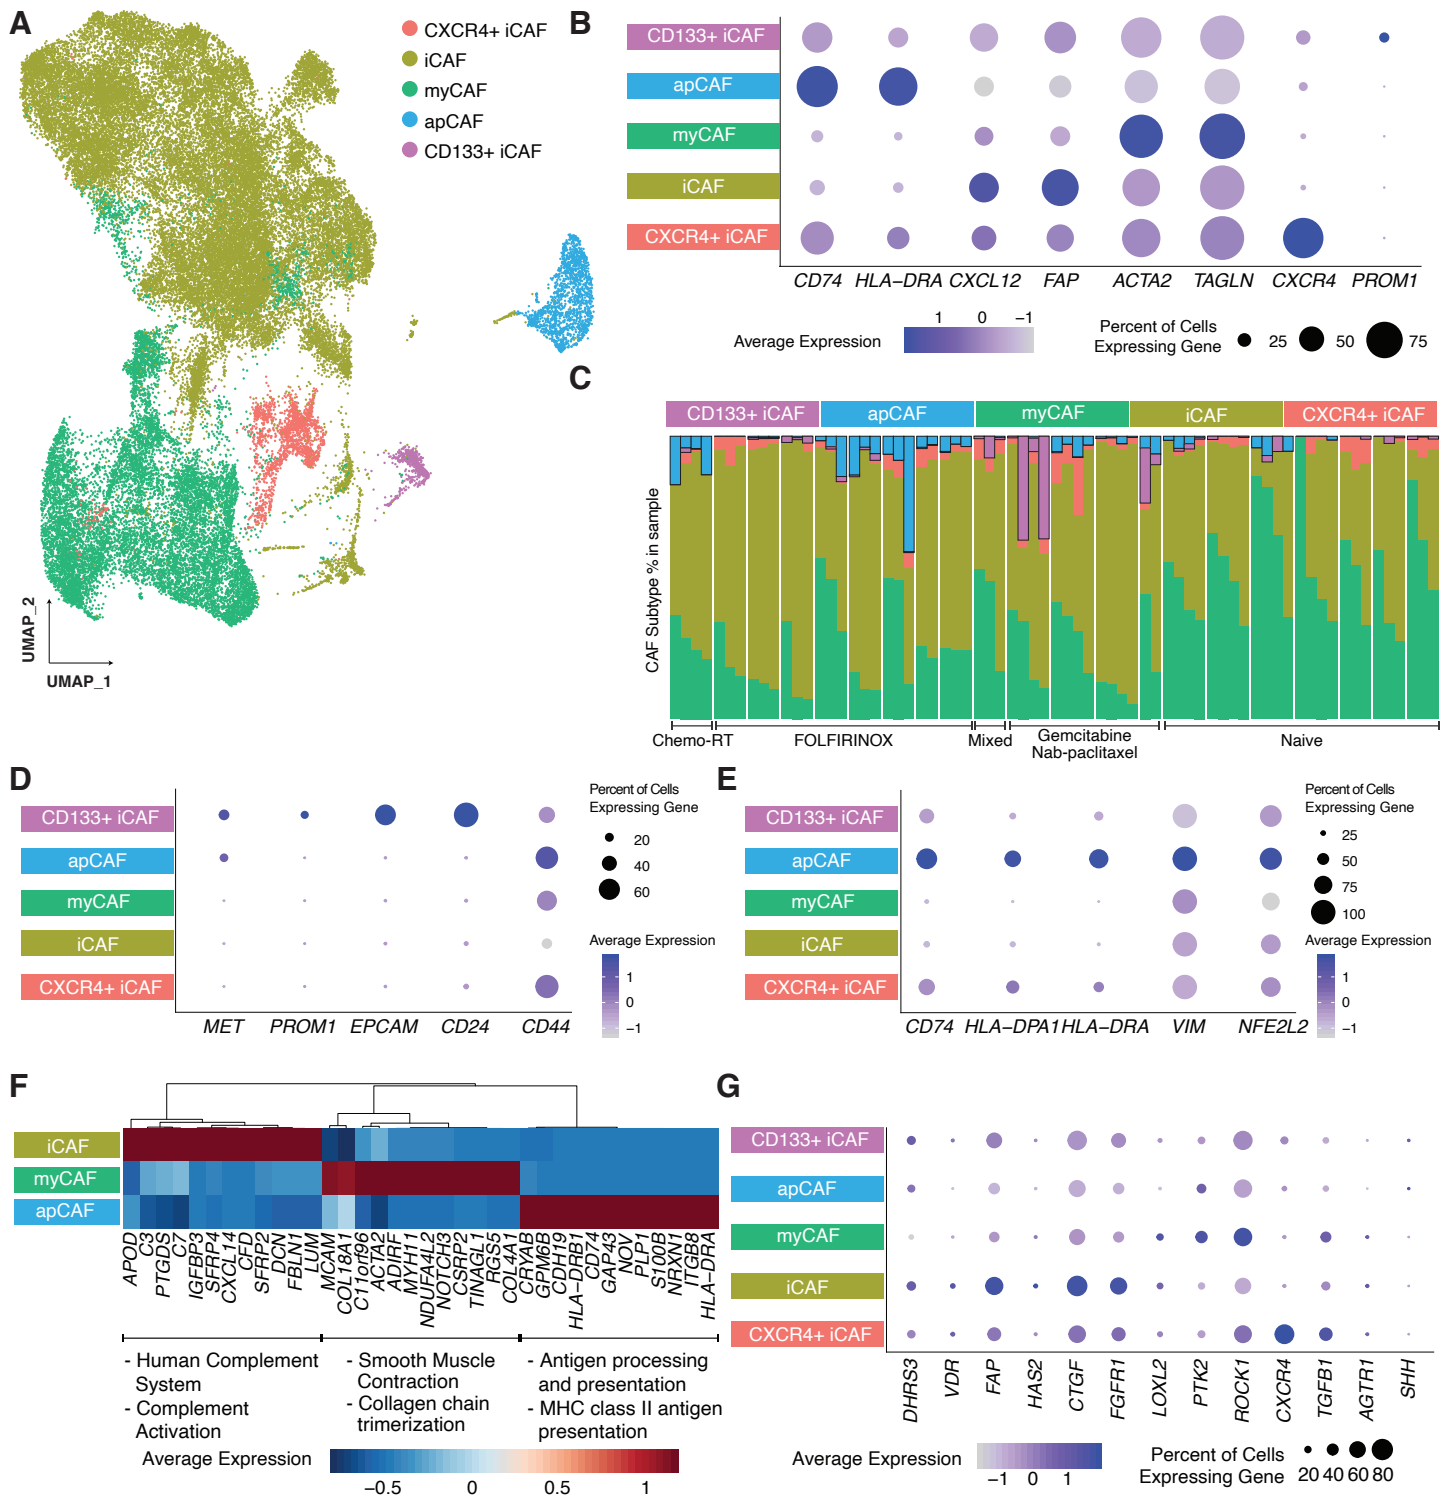 A
CXCR4+ iCAF
iCAF
myCAF
apCAF
CD133+ iCAF
UMAP_2
UMAP_1
B
CD133+ iCAF
apCAF
myCAF
iCAF
CXCR4+ iCAF
CD74 HLA-DRA CXCL12 FAP ACTA2 TAGLN CXCR4 PROM1
Average Expression
1 0 −1
Percent of Cells
Expressing Gene
25 50 75
C
CD133+ iCAF apCAF myCAF iCAF CXCR4+ iCAF
CAF Subtype % in sample
Chemo-RT FOLFIRINOX Mixed Gemcitabine Naive
Nab-paclitaxel
D
CD133+ iCAF
apCAF
myCAF
iCAF
CXCR4+ iCAF
MET PROM1 EPCAM CD24 CD44
Percent of Cells
Expressing Gene
20
40
60
Average Expression
1
0
−1
E
CD133+ iCAF
apCAF
myCAF
iCAF
CXCR4+ iCAF
CD74 HLA-DPA1 HLA-DRA VIM NFE2L2
Percent of Cells
Expressing Gene
25
50
75
100
Average Expression
1
0
−1
F
iCAF
myCAF
apCAF
APOD C3 PTGDS C7 IGFBP3 SFRP4 CXCL14 CFD SFRP2 DCN FBLN1 LUM MCAM COL18A1 C11orf96 ACTA2 ADIRF MYH11 NDUFA4L2 NOTCH3 CSRP2 TINAGL1 RGS5 COL4A1 CRYAB GPM6B CDH19 HLA-DRB1 CD74 GAP43 NOV PLP1 S100B NRXN1 ITGB8 HLA-DRA
- Human Complement
System
- Complement
Activation
- Smooth Muscle
Contraction
- Collagen chain
trimerization
- Antigen processing
and presentation
- MHC class II antigen
presentation
Average Expression
−0.5 0 0.5 1
G
CD133+ iCAF
apCAF
myCAF
iCAF
CXCR4+ iCAF
DHRS3 VDR FAP HAS2 CTGF FGFR1 LOXL2 PTK2 ROCK1 CXCR4 TGFB1 AGTR1 SHH
Average Expression
−1 0 1
Percent of Cells
Expressing Gene
20 40 60 80